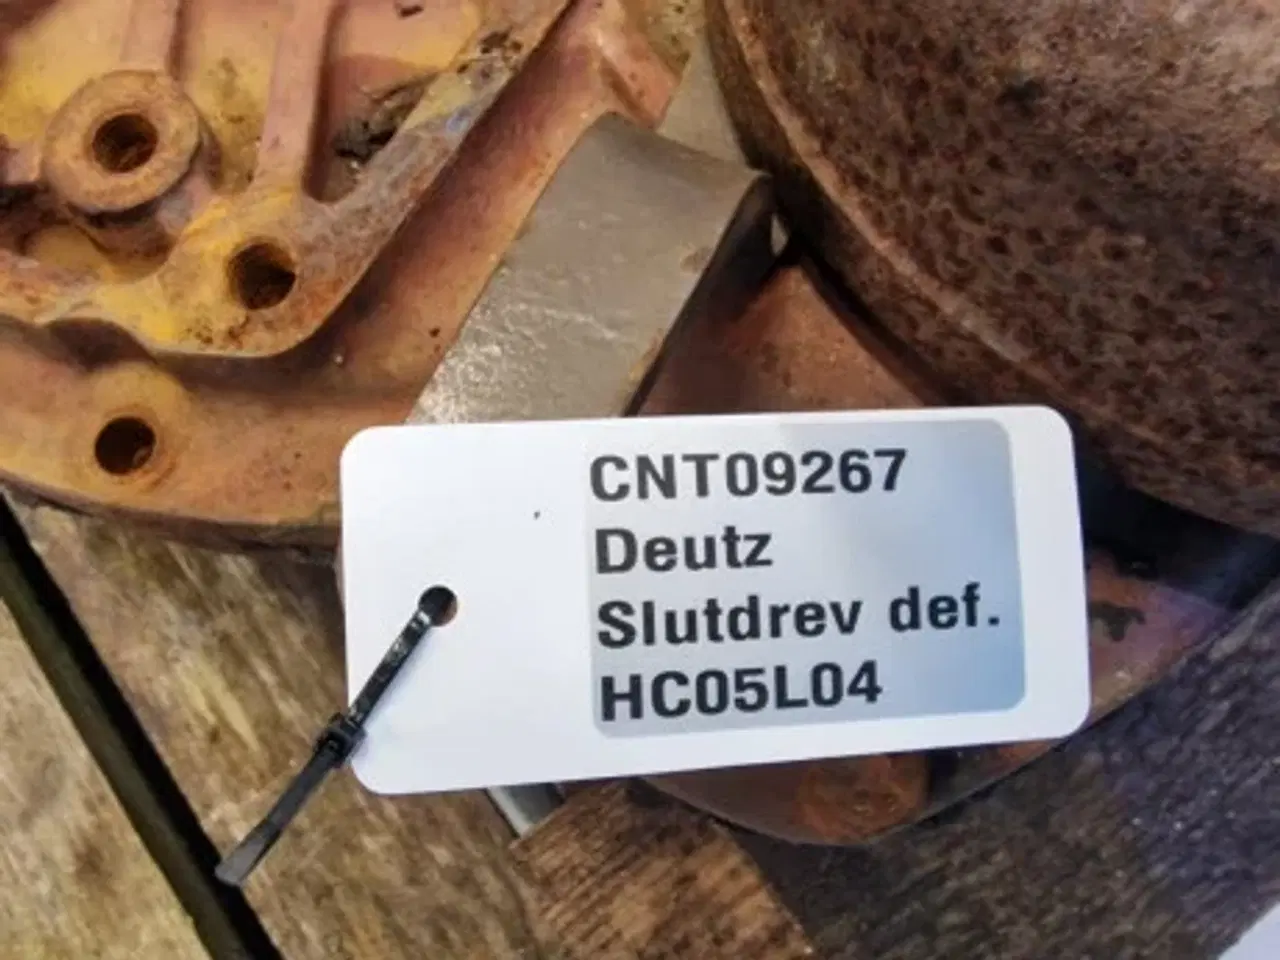 CNT09267
Deutz
Slutdrev def.
HC05L04